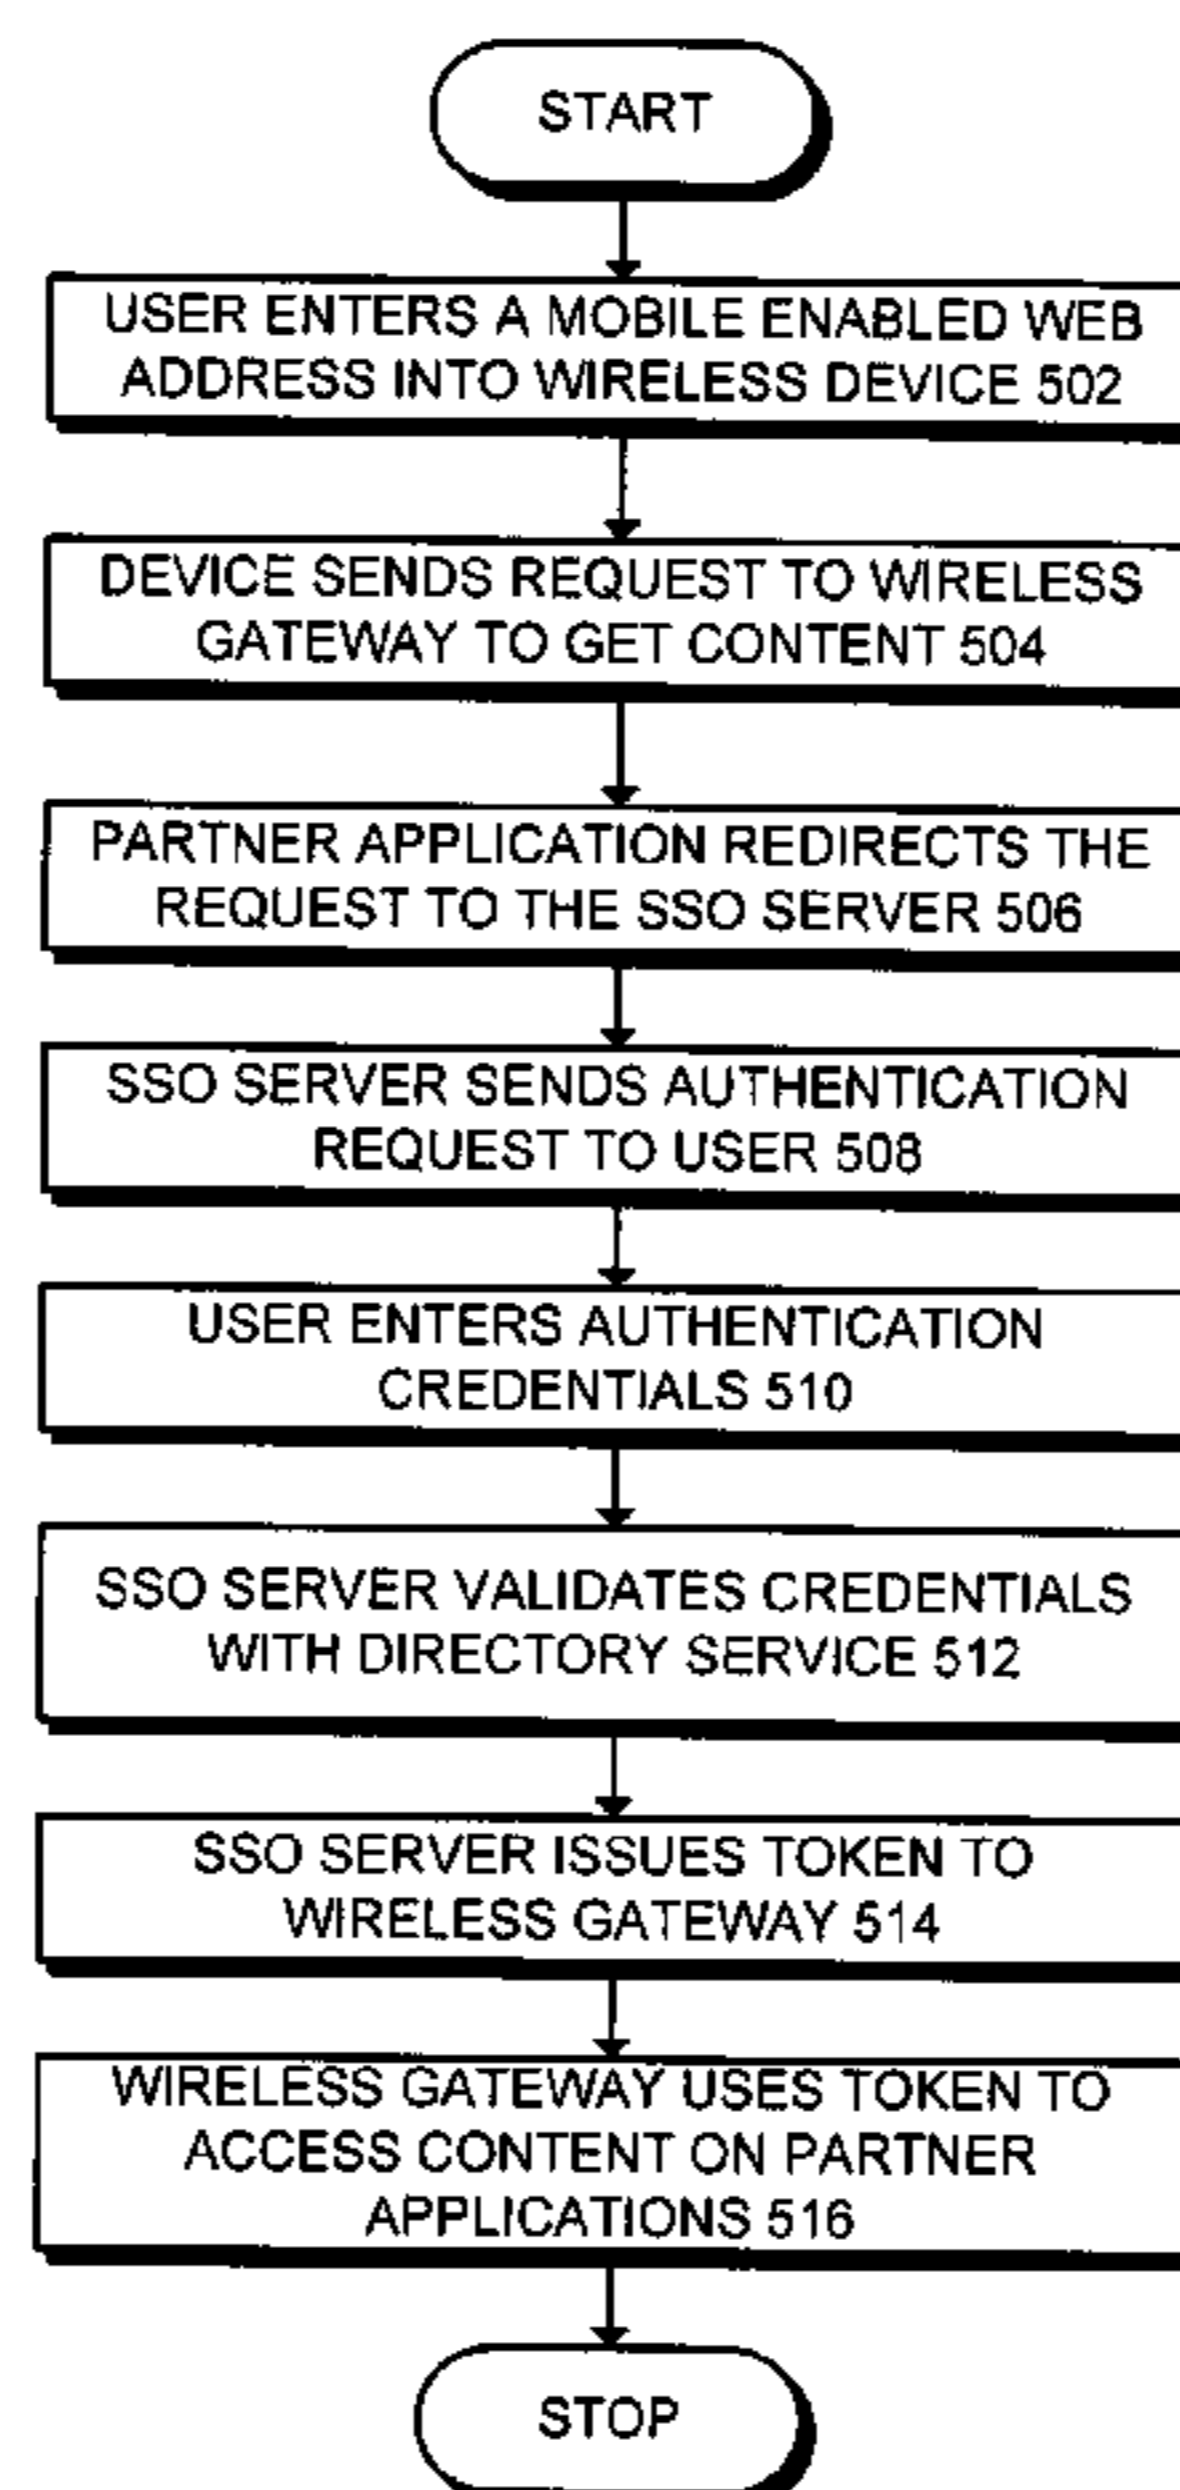 START
USER ENTERS A MOBILE ENABLED WEB
ADDRESS INTO WIRELESS DEVICE 502
DEVICE SENDS REQUEST TO WIRELESS
GATEWAY TO GET CONTENT 504
PARTNER APPLICATION REDIRECTS THE
REQUEST TO THE SSO SERVER 506
SSO SERVER SENDS AUTHENTICATION
REQUEST TO USER 508
USER ENTERS AUTHENTICATION
CREDENTIALS 510
SSO SERVER VALIDATES CREDENTIALS
WITH DIRECTORY SERVICE 512
SSO SERVER ISSUES TOKEN TO
WIRELESS GATEWAY 514
WIRELESS GATEWAY USES TOKEN TO
ACCESS CONTENT ON PARTNER
APPLICATIONS 516
STOP